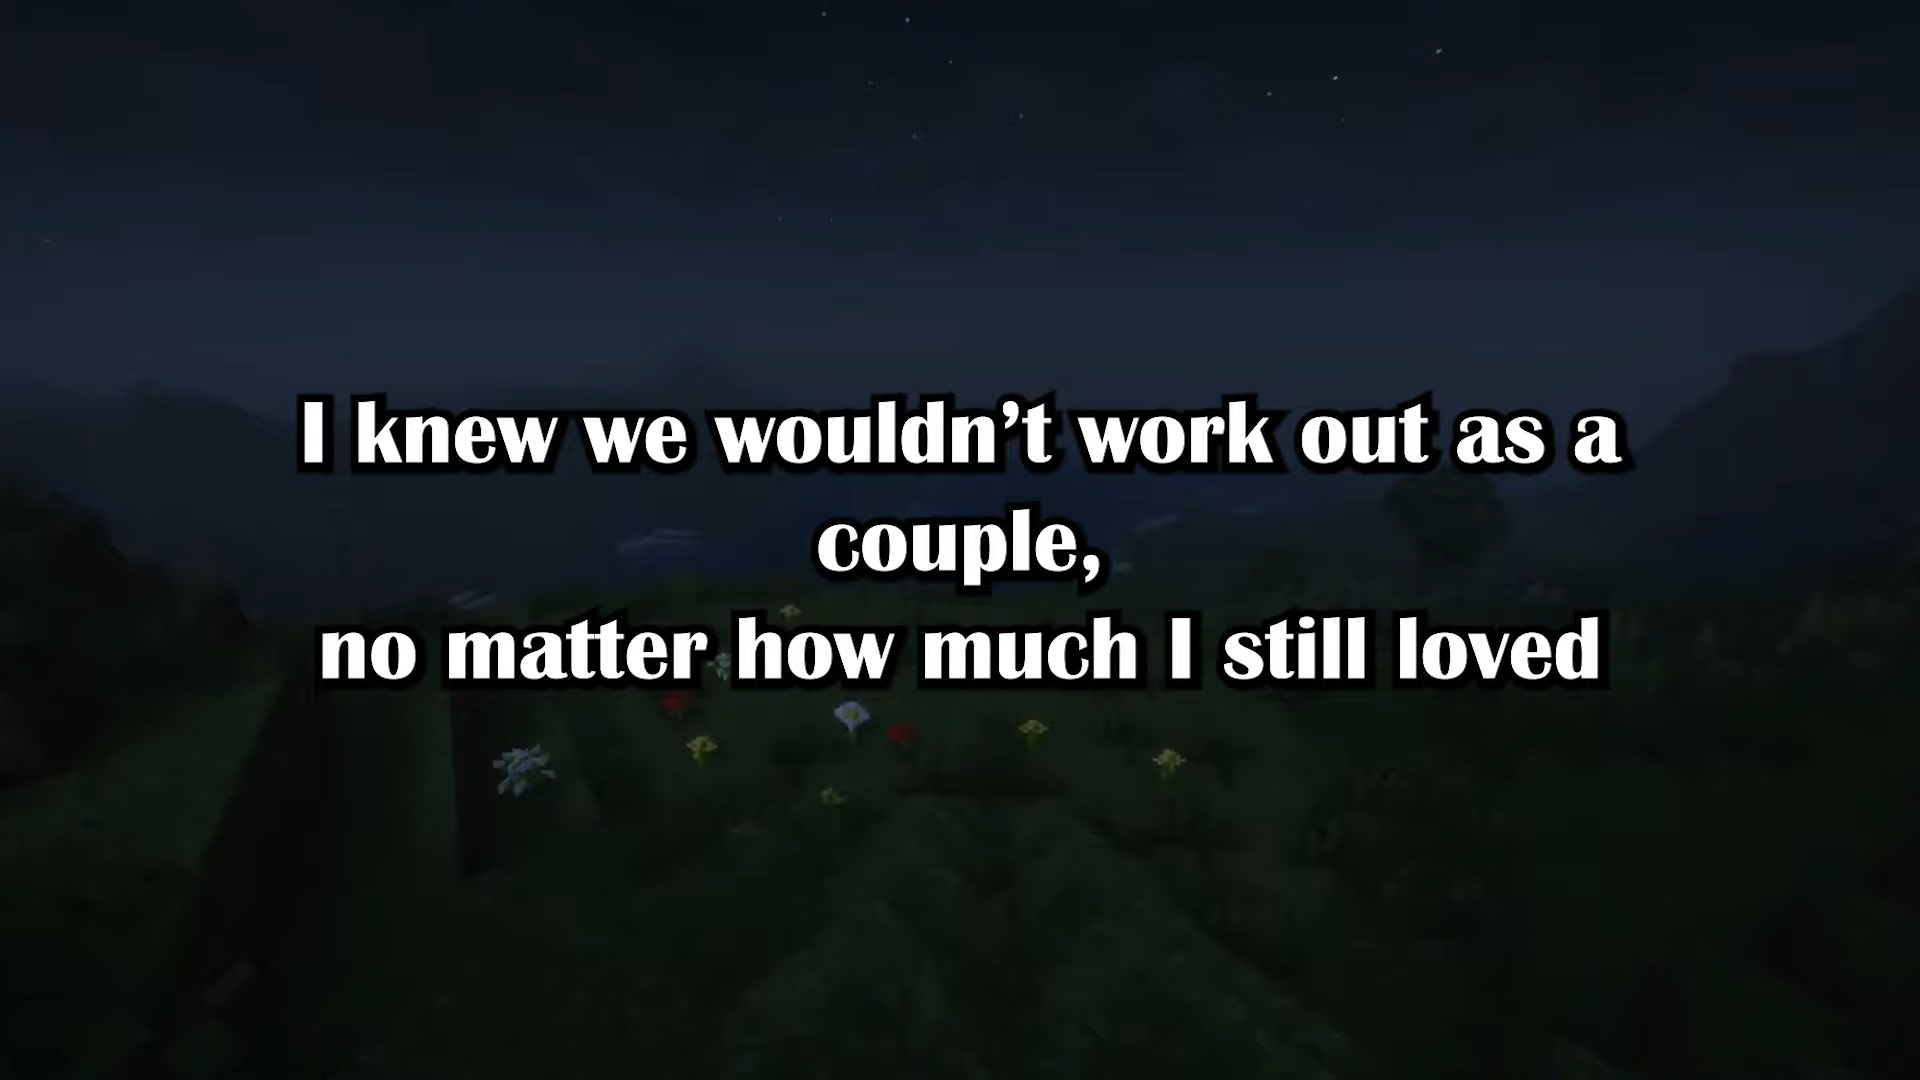 I knew we wouldn’t work out as a
couple,
no matter how much I still loved